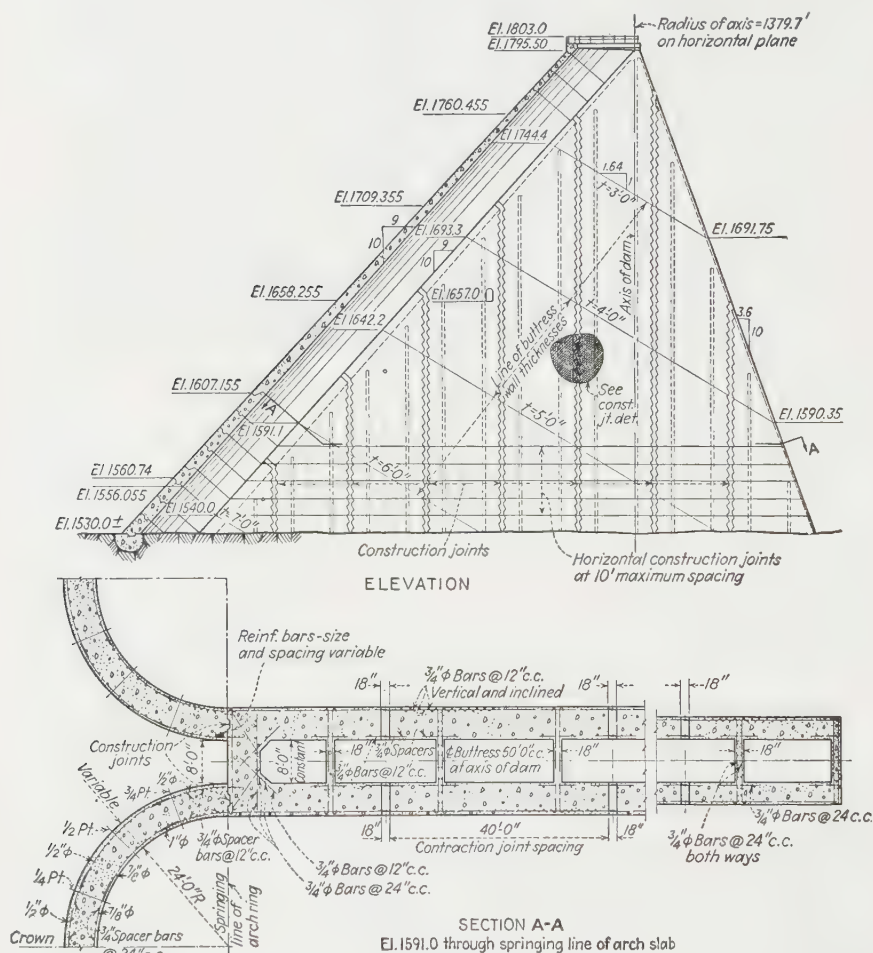 El.1803.0
El.1795.50
Radius of axis=1379.7'
on horizontal plane
El.1760.455
El.1744.4
1.64
1
t=3'-0"
El.1709.355
9
10
El.1693.3
9
10
El.1691.75
Axis of dam
El.1658.255
El.1657.0
El.1642.2
Line of buttress
wall thicknesses
t=4'-0"
3.6
10
See
const.
jt. det.
El.1607.155
A
El.1591.1
t=5'-0"
El.1590.35
A
El.1560.74
El.1556.055
El.1540.0
t=6'-0"
t=7'-0"
El.1530.0±
Construction joints
Horizontal construction joints
at 10' maximum spacing
ELEVATION
Reinf. bars-size
and spacing variable
18"
3/4"φ Bars @ 12"c.c.
Vertical and inclined
18"
18"
18"
Construction
joints
8'-0"
8'-0"
Constant
18"
3/4"φ Spacers
3/4"φ Bars @ 12"c.c.
℄ Buttress 50'0"c.c.
at axis of dam
18"
18"
Variable
1/2"φ
3/4 Pt.
1/2 Pt.
1/2"φ
1/4 Pt.
1/2"φ
1"φ
7/8"φ
7/8"φ
3/4"φ Spacer
bars @ 12"c.c.
24'-0"R
Springing
line of
arch ring
18"
40'-0"
18"
Contraction joint spacing
3/4"φ Bars @ 12"c.c.
3/4"φ Bars @ 24"c.c.
3/4"φ Bars @ 24"c.c.
both ways
3/4"φ Bars @ 24 c.c.
Crown
3/4"φ Spacer bars
@ 24"c.c.
SECTION A-A
El.1591.0 through springing line of arch slab